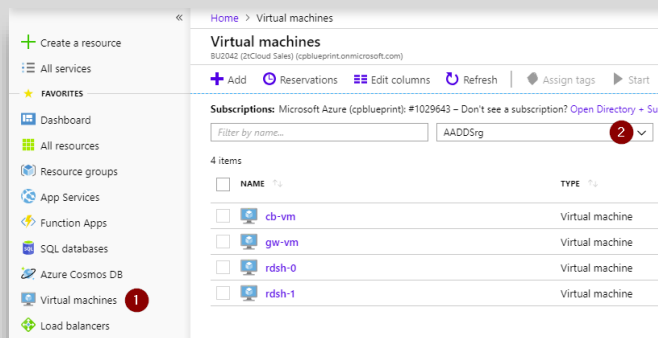 «
Create a resource
All services
FAVORITES
Dashboard
All resources
Resource groups
App Services
Function Apps
SQL databases
Azure Cosmos DB
Virtual machines 1
Load balancers
Home > Virtual machines
Virtual machines
BU2042 (2tCloud Sales) (cpblueprint.onmicrosoft.com)
Add Reservations Edit columns Refresh Assign tags Start
Subscriptions: Microsoft Azure (cpblueprint): #1029643 – Don't see a subscription? Open Directory + Su
Filter by name... AADDSrg 2
4 items
NAME TYPE
cb-vm Virtual machine
gw-vm Virtual machine
rdsh-0 Virtual machine
rdsh-1 Virtual machine